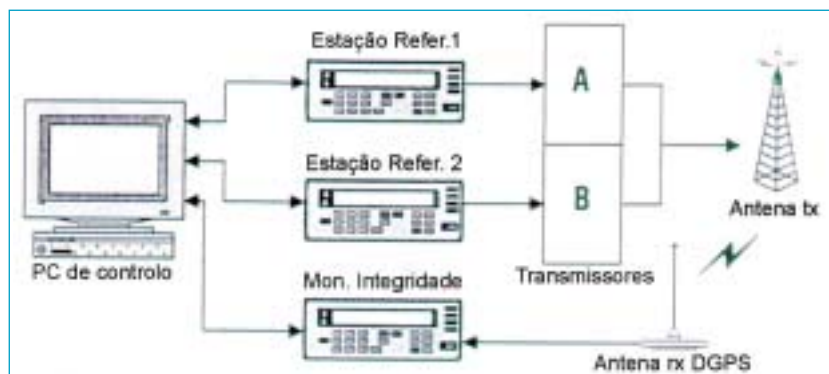 Estação Refer.1
A
Estação Refer. 2
B
Antena tx
PC de controlo
Mon. Integridade
Transmissores
Antena rx DGPS